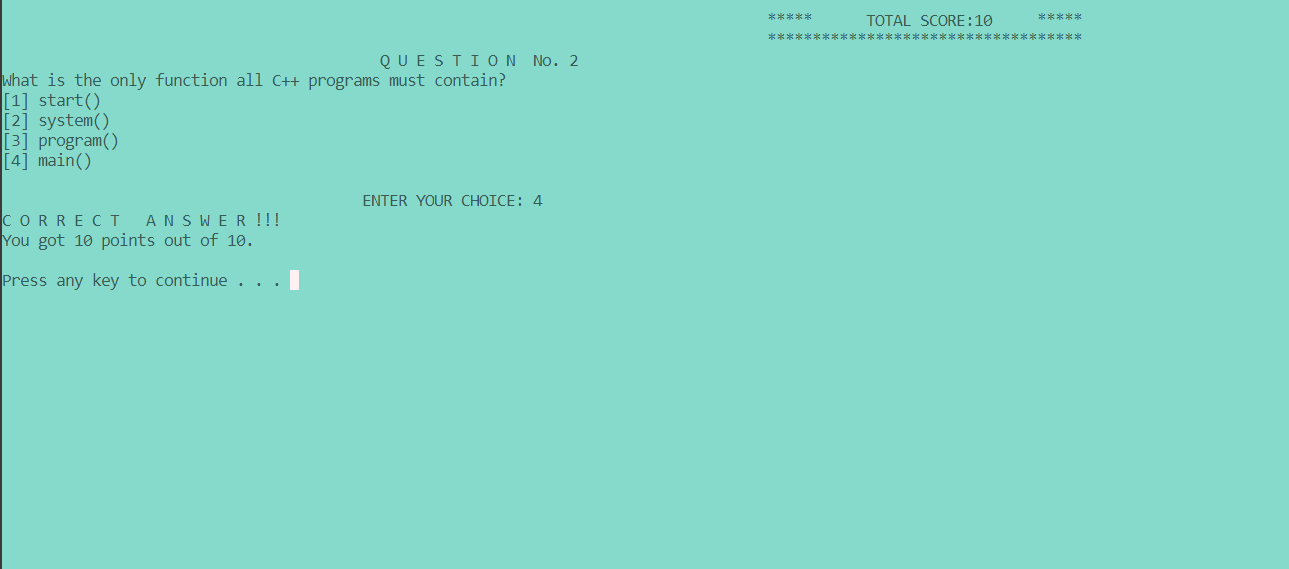 ***** TOTAL SCORE:10 *****
***********************************
Q U E S T I O N No. 2
What is the only function all C++ programs must contain?
[1] start()
[2] system()
[3] program()
[4] main()
ENTER YOUR CHOICE: 4
C O R R E C T A N S W E R !!!
You got 10 points out of 10.
Press any key to continue . . .